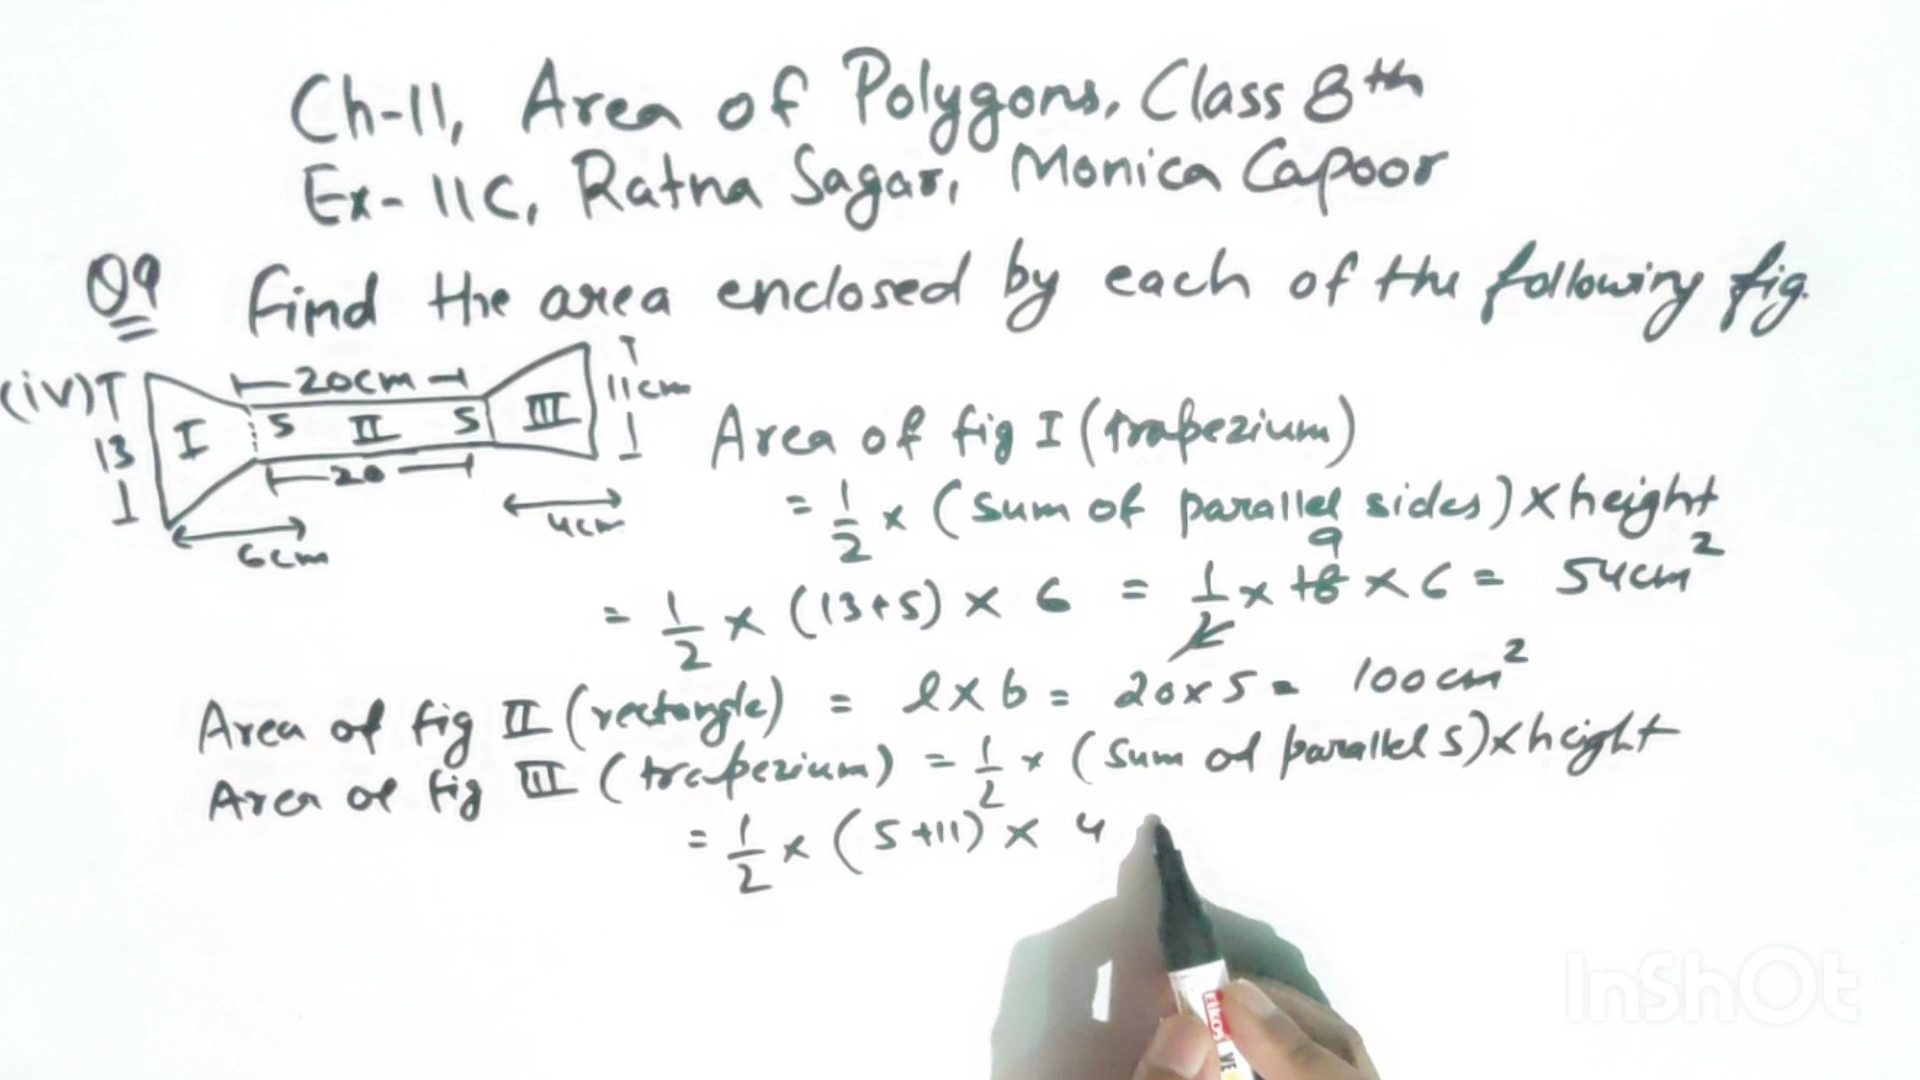 Ch-11, Area of Polygons, Class 8th
Ex- 11C, Ratna Sagar, Monica Capoor
Q9 Find the area enclosed by each of the following fig.
(iv)
20cm
11cm
13 I 5 II 5 III
20
4cm
6cm
Area of fig I (trapezium)
= 1/2 × (sum of parallel sides) × height
= 1/2 × (13+5) × 6 = 1/2 × 18 × 6 = 54cm²
9
Area of fig II (rectangle) = l × b = 20×5 = 100cm²
Area of fig III (trapezium) = 1/2 × (sum of parallel s) × height
= 1/2 × (5+11) × 4
InShOt